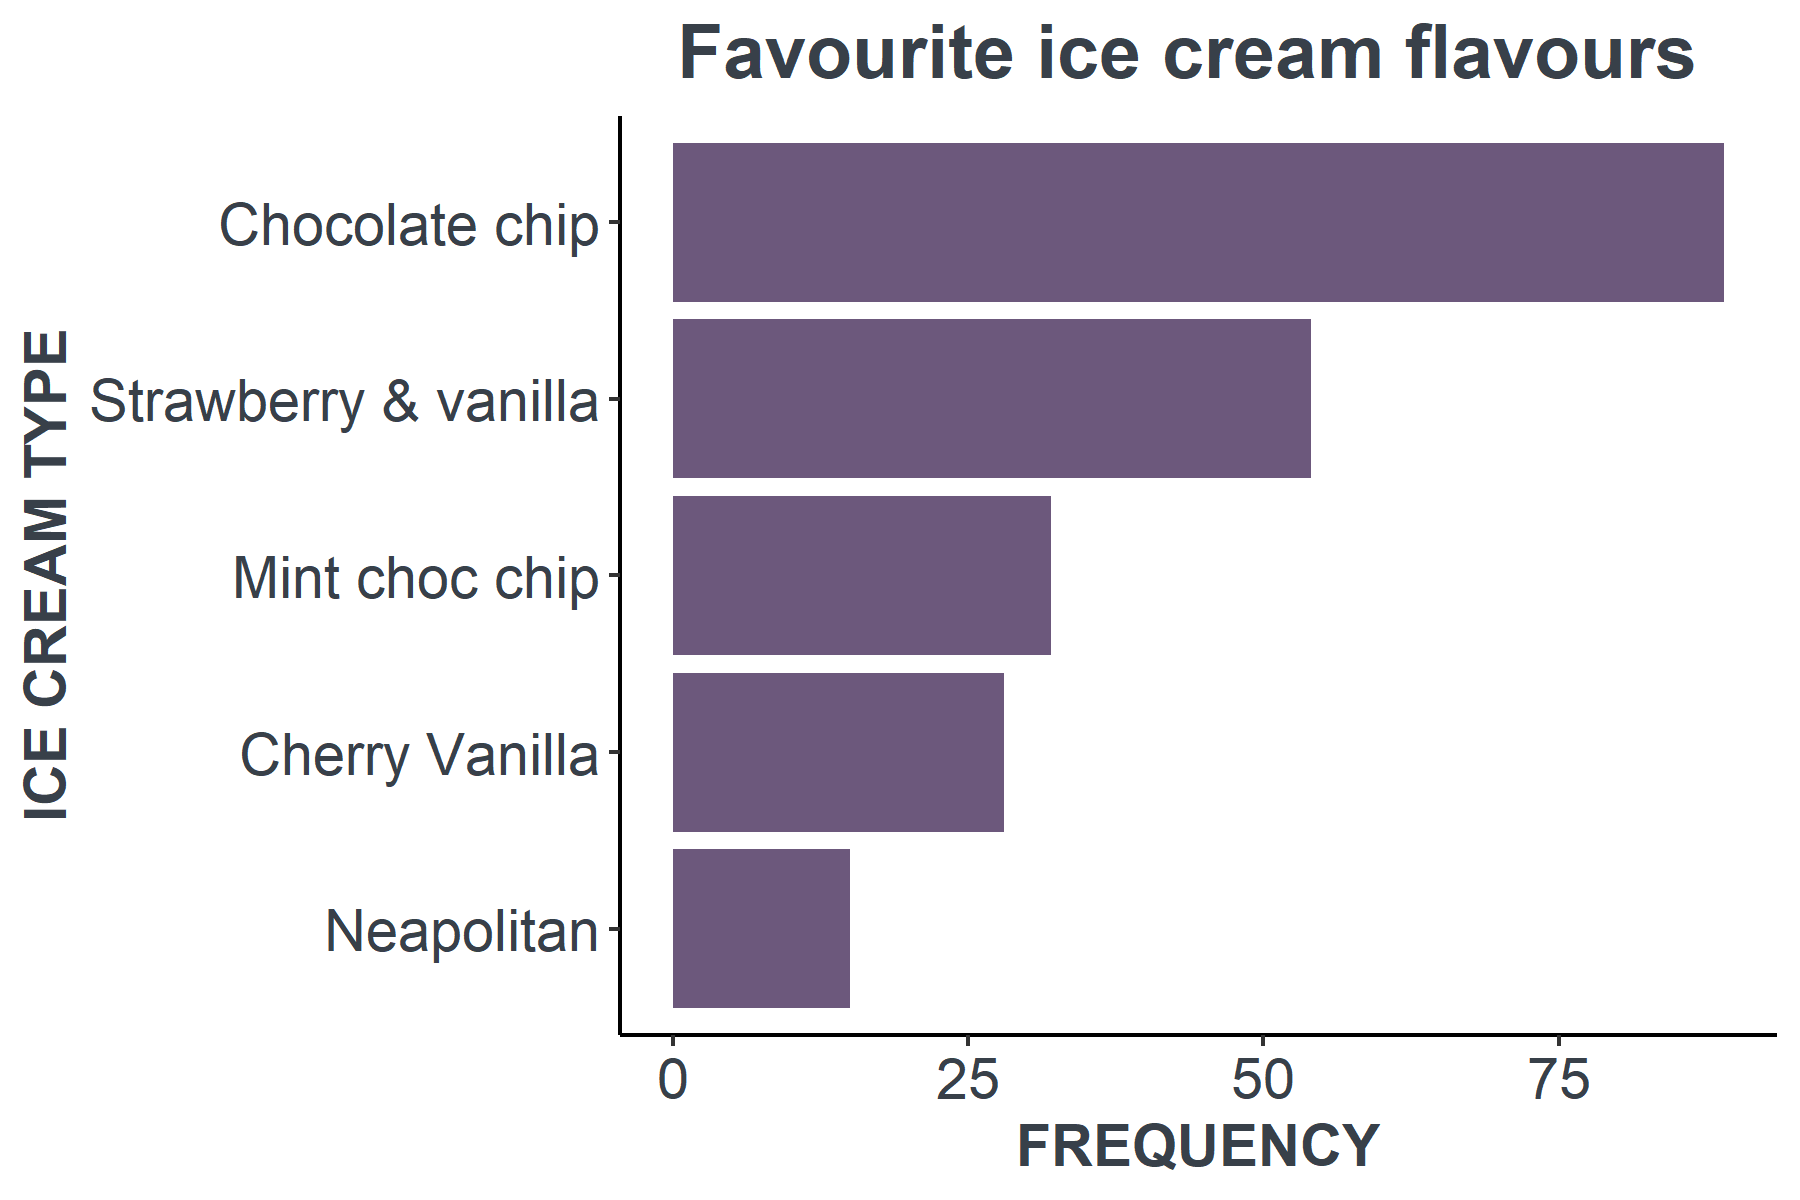 Favourite ice cream flavours
ICE CREAM TYPE
Chocolate chip
Strawberry & vanilla
Mint choc chip
Cherry Vanilla
Neapolitan
0 25 50 75
FREQUENCY